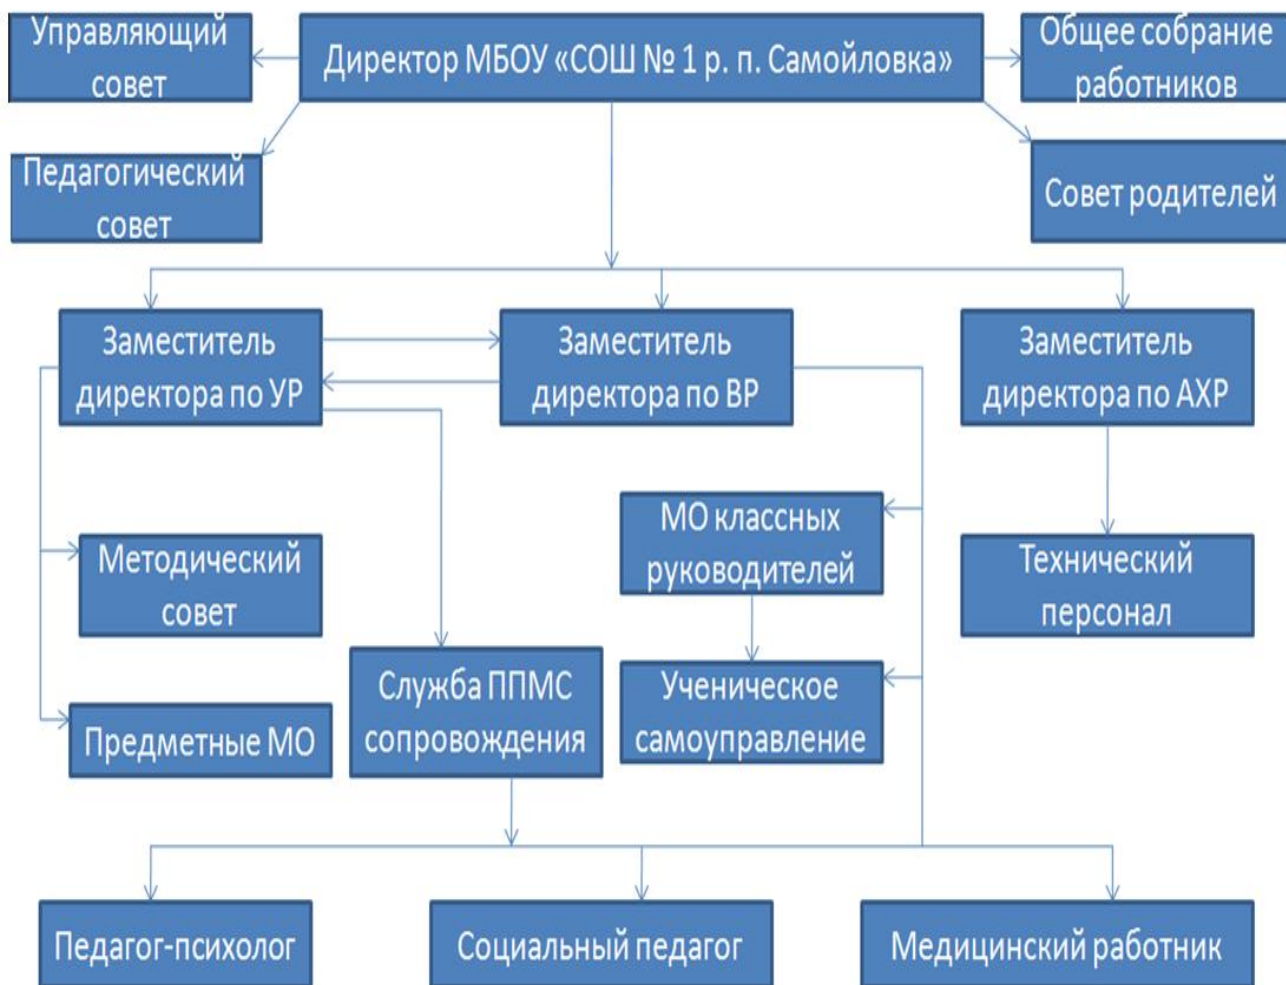 Управляющий
совет
Директор МБОУ «СОШ № 1 р. п. Самойловка»
Общее собрание
работников
Педагогический
совет
Совет родителей
Заместитель
директора по УР
Заместитель
директора по ВР
Заместитель
директора по АХР
Методический
совет
МО классных
руководителей
Технический
персонал
Предметные МО
Служба ППМС
сопровождения
Ученическое
самоуправление
Педагог-психолог
Социальный педагог
Медицинский работник